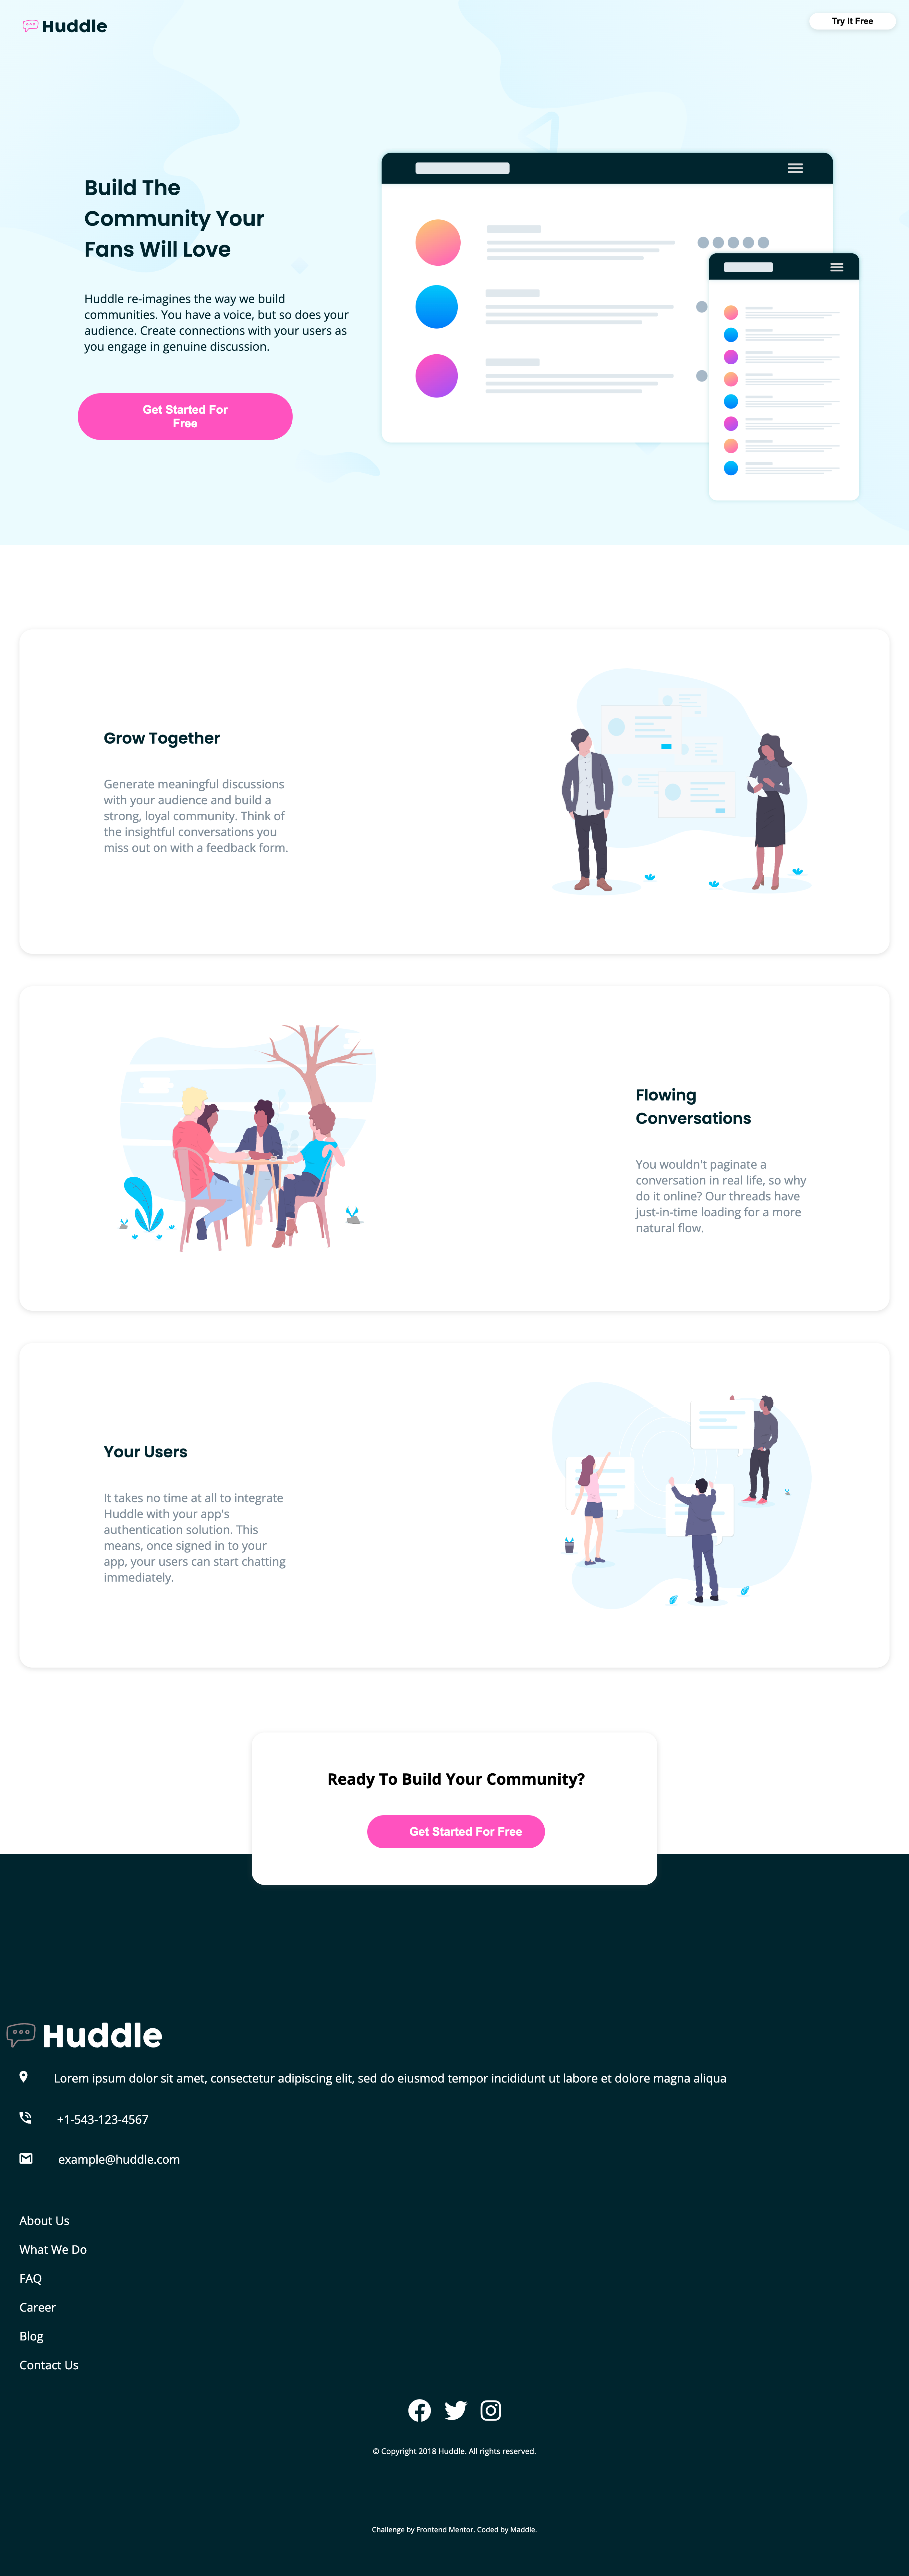 Huddle
Try It Free
Build The
Community Your
Fans Will Love
Huddle re-imagines the way we build
communities. You have a voice, but so does your
audience. Create connections with your users as
you engage in genuine discussion.
Get Started For
Free
Grow Together
Generate meaningful discussions
with your audience and build a
strong, loyal community. Think of
the insightful conversations you
miss out on with a feedback form.
Flowing
Conversations
You wouldn't paginate a
conversation in real life, so why
do it online? Our threads have
just-in-time loading for a more
natural flow.
Your Users
It takes no time at all to integrate
Huddle with your app's
authentication solution. This
means, once signed in to your
app, your users can start chatting
immediately.
Ready To Build Your Community?
Get Started For Free
Huddle
Lorem ipsum dolor sit amet, consectetur adipiscing elit, sed do eiusmod tempor incididunt ut labore et dolore magna aliqua
+1-543-123-4567
example@huddle.com
About Us
What We Do
FAQ
Career
Blog
Contact Us
© Copyright 2018 Huddle. All rights reserved.
Challenge by Frontend Mentor. Coded by Maddie.